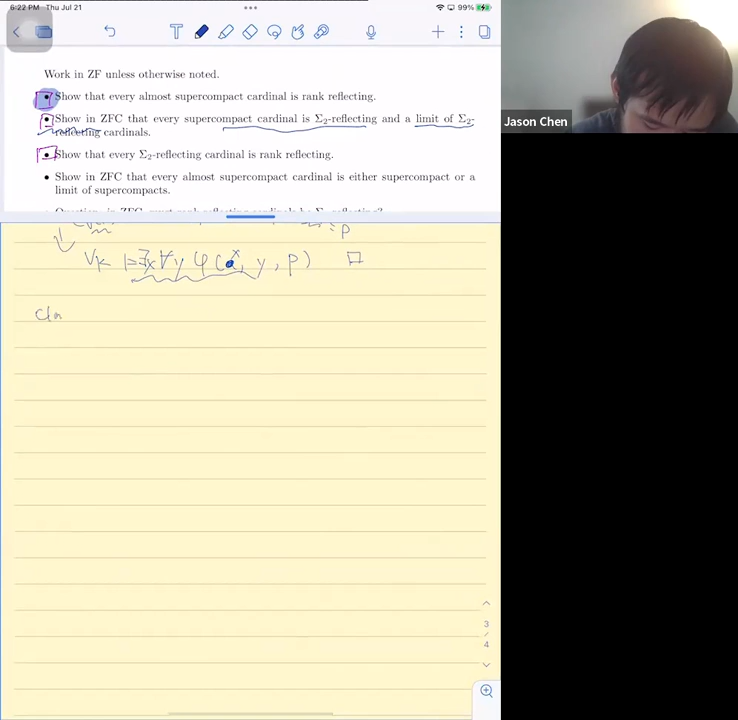 6:22 PM Thu Jul 21
99%
Work in ZF unless otherwise noted.
• Show that every almost supercompact cardinal is rank reflecting.
• Show in ZFC that every supercompact cardinal is Σ₂-reflecting and a limit of Σ₂-
reflecting cardinals.
• Show that every Σ₂-reflecting cardinal is rank reflecting.
• Show in ZFC that every almost supercompact cardinal is either supercompact or a
limit of supercompacts.
p
V_K ⊨ ∃x ∀y φ( x, y, p) □
Cla
3
/
4
Jason Chen